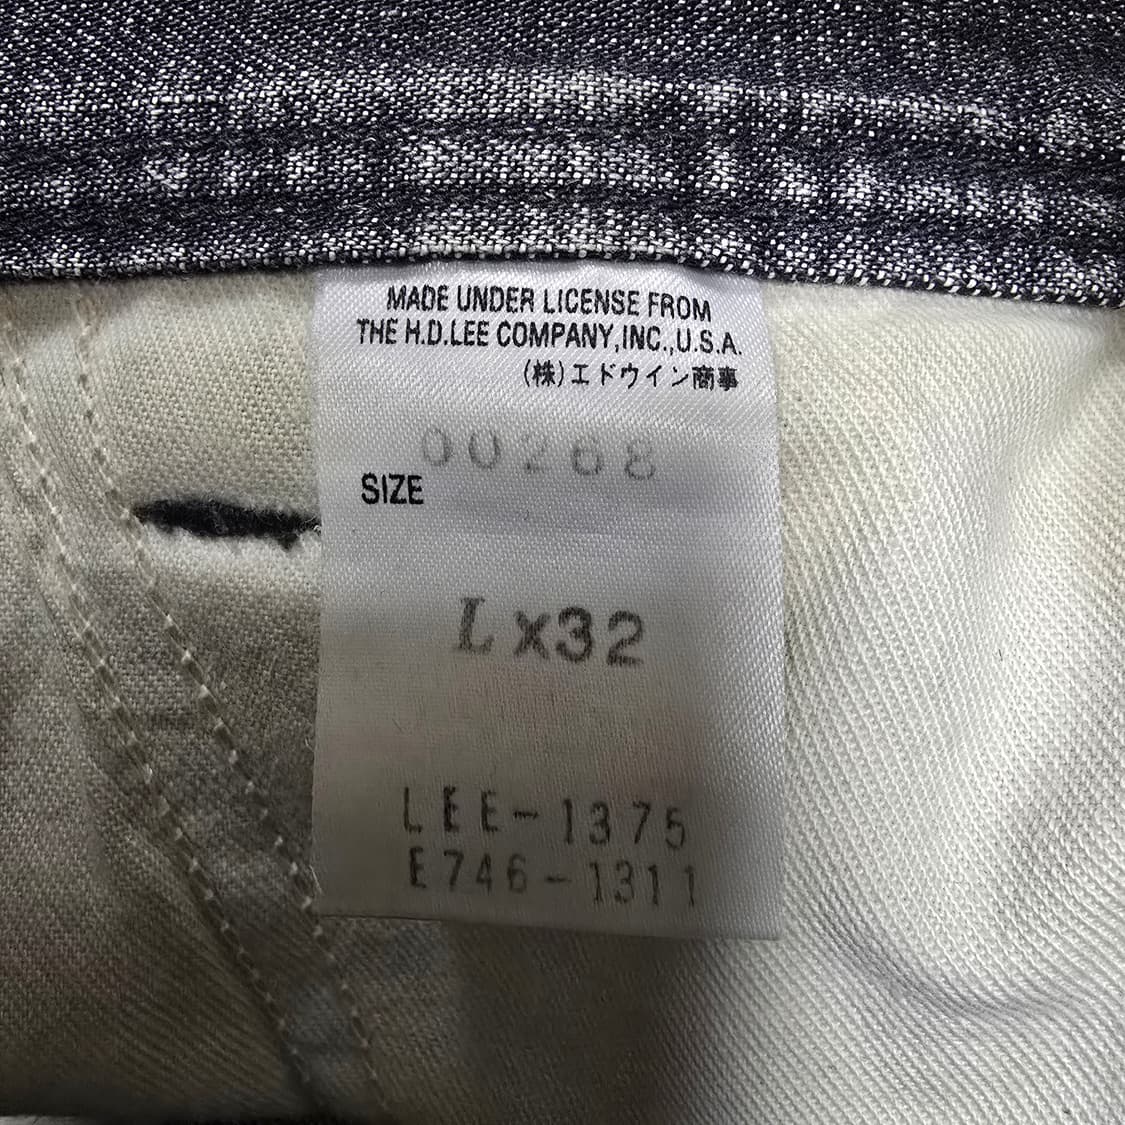 MADE UNDER LICENSE FROM
THE H.D.LEE COMPANY,INC.,U.S.A.
(株)エドウイン商事
00268
SIZE
L x32
LEE-1375
E746-1311